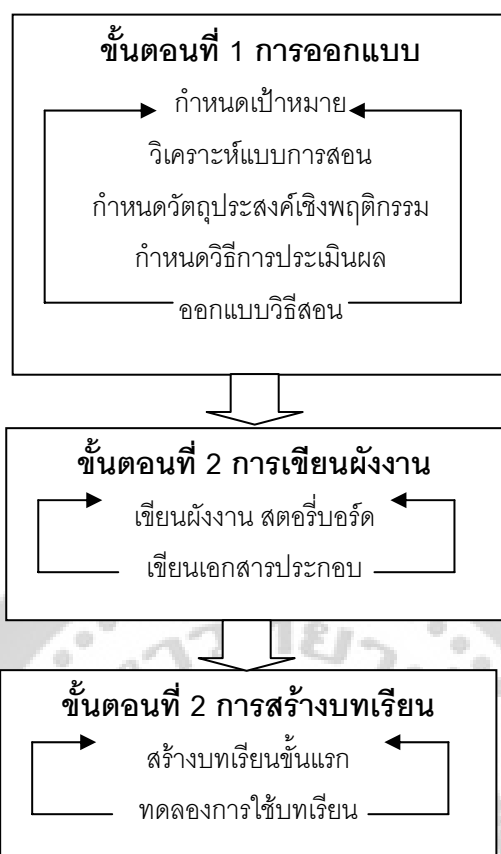 ขั้นตอนที่ 1 การออกแบบ
กำหนดเป้าหมาย
วิเคราะห์แบบการสอน
กำหนดวัตถุประสงค์เชิงพฤติกรรม
กำหนดวิธีการประเมินผล
ออกแบบวิธีสอน
ขั้นตอนที่ 2 การเขียนผังงาน
เขียนผังงาน สตอรี่บอร์ด
เขียนเอกสารประกอบ
ขั้นตอนที่ 2 การสร้างบทเรียน
สร้างบทเรียนขั้นแรก
ทดลองการใช้บทเรียน